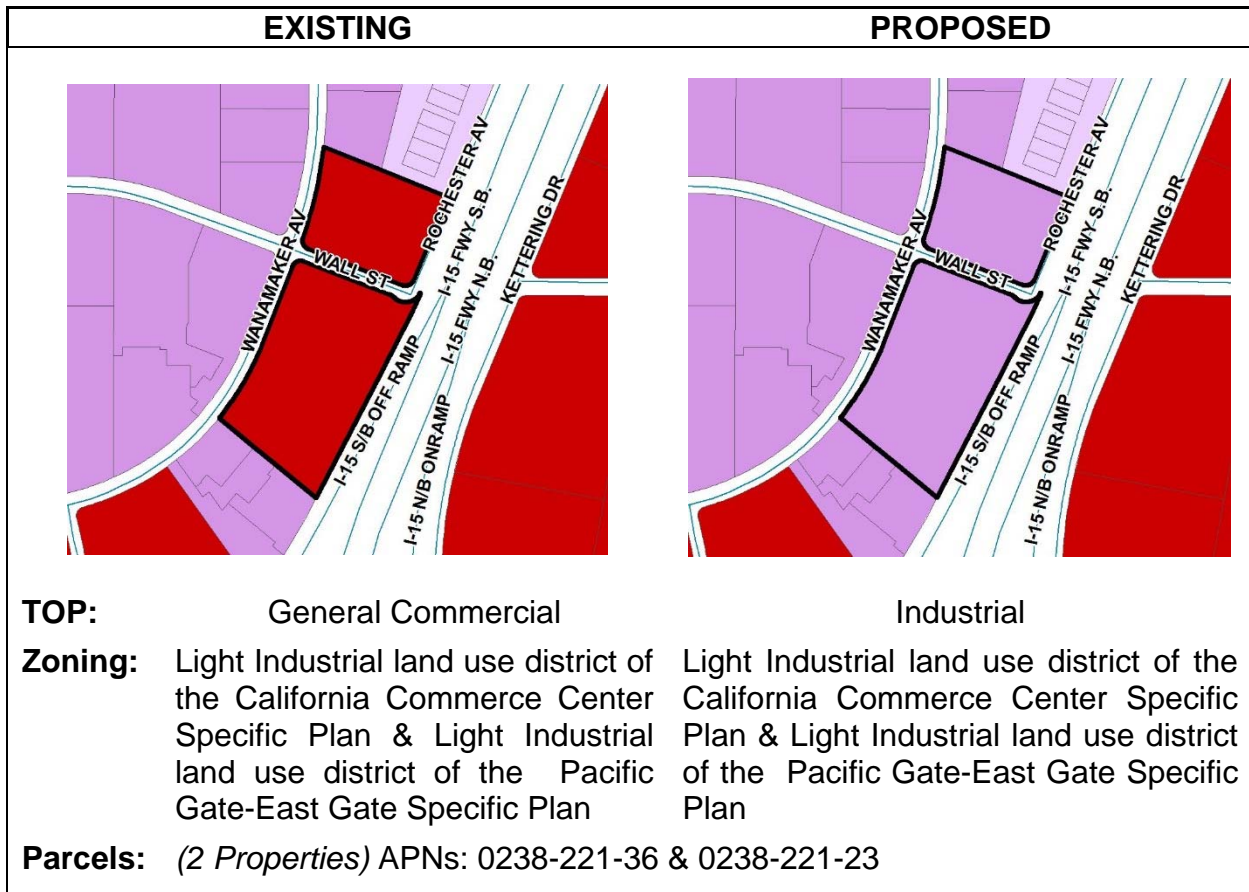 EXISTING PROPOSED
WANAMAKER AV
WALL ST
ROCHESTER AV
I-15 FWY S.B.
I-15 FWY N.B.
KETTERING DR
I-15 S/B OFF RAMP
I-15 N/B ONRAMP
WANAMAKER AV
WALL ST
ROCHESTER AV
I-15 FWY S.B.
I-15 FWY N.B.
KETTERING DR
I-15 S/B OFF RAMP
I-15 N/B ONRAMP
TOP: General Commercial Industrial
Zoning: Light Industrial land use district of
the California Commerce Center
Specific Plan & Light Industrial
land use district of the Pacific
Gate-East Gate Specific Plan
Light Industrial land use district of the
California Commerce Center Specific
Plan & Light Industrial land use district
of the Pacific Gate-East Gate Specific
Plan
Parcels: (2 Properties) APNs: 0238-221-36 & 0238-221-23